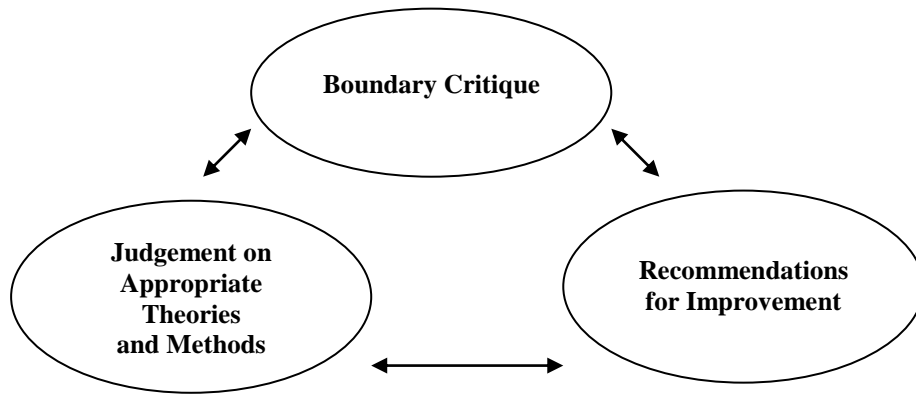 Boundary Critique
Judgement on
Appropriate
Theories
and Methods
Recommendations
for Improvement